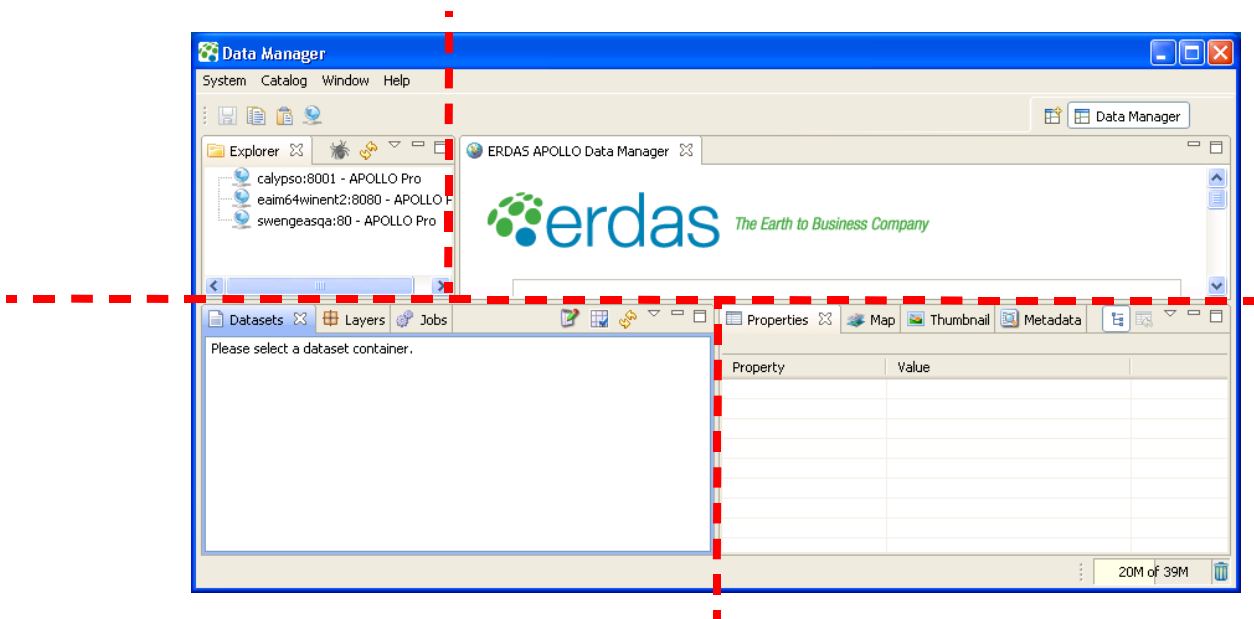 Data Manager
System Catalog Window Help
Data Manager
Explorer
ERDAS APOLLO Data Manager
calypso:8001 - APOLLO Pro
eaim64winent2:8080 - APOLLO P
swengeasqa:80 - APOLLO Pro
erdas The Earth to Business Company
Datasets Layers Jobs
Properties Map Thumbnail Metadata
Please select a dataset container.
Property Value
20M of 39M